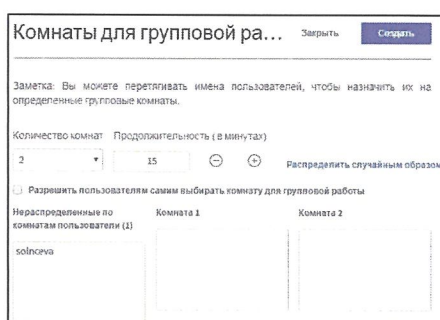 Комнаты для групповой ра...
Закрыть
Создать
Заметка: Вы можете перетягивать имена пользователей, чтобы назначить их на
определенные групповые комнаты.
Количество комнат
Продолжительность (в минутах)
2
15
Распределить случайным образом
Разрешить пользователям самим выбирать комнату для групповой работы
Нераспределенные по
комнатам пользователи (1)
Комната 1
Комната 2
solnceva